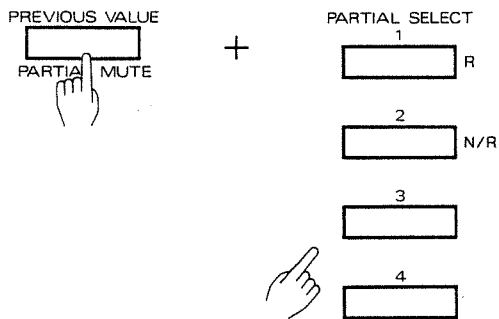 PREVIOUS VALUE
PARTIAL MUTE
+
PARTIAL SELECT
1
R
2
N/R
3
4